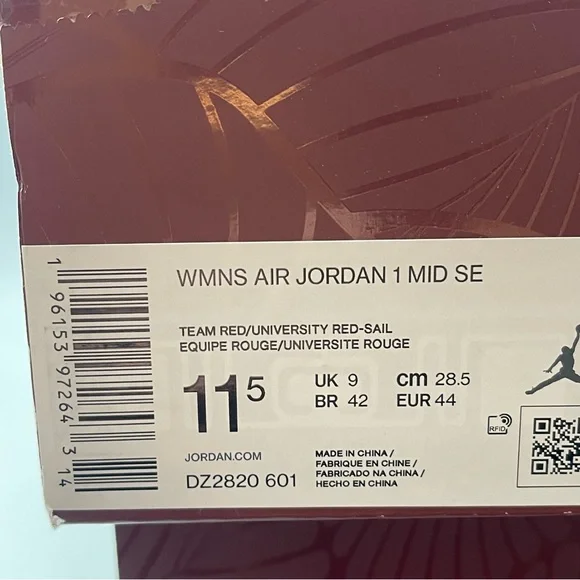 WMNS AIR JORDAN 1 MID SE
TEAM RED/UNIVERSITY RED-SAIL
EQUIPE ROUGE/UNIVERSITE ROUGE
11⁵
UK 9 cm 28.5
BR 42 EUR 44
RFID
JORDAN.COM
DZ2820 601
MADE IN CHINA /
FABRIQUE EN CHINE /
FABRICADO NA CHINA /
HECHO EN CHINA
1 96153 97264 3 14